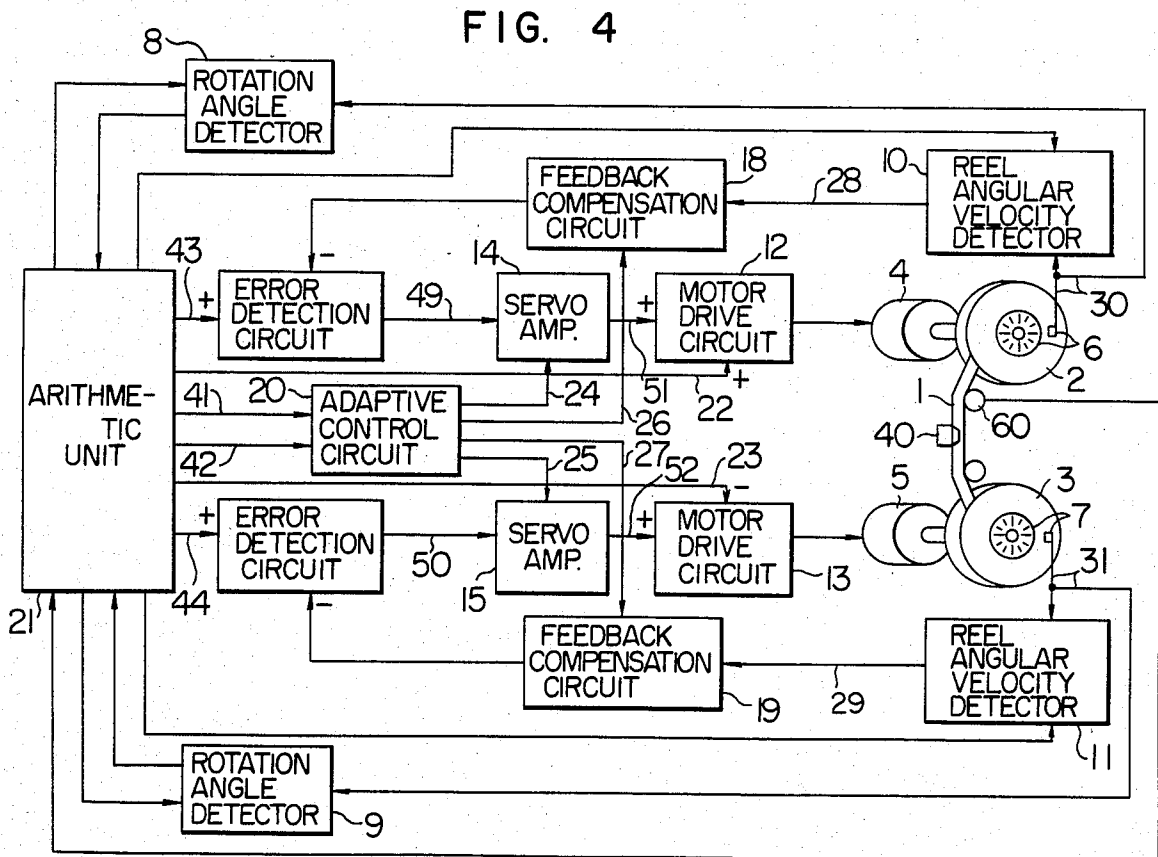 FIG. 4
8
ROTATION
ANGLE
DETECTOR
10
REEL
ANGULAR
VELOCITY
DETECTOR
18
FEEDBACK
COMPENSATION
CIRCUIT
28
30
43
+
-
ERROR
DETECTION
CIRCUIT
49
14
SERVO
AMP.
+
51
12
MOTOR
DRIVE
CIRCUIT
+
22
4
6
2
1
60
40
ARITHME-
TIC
UNIT
21
41
42
20
ADAPTIVE
CONTROL
CIRCUIT
24
26
25
27
52
23
44
+
-
ERROR
DETECTION
CIRCUIT
50
15
SERVO
AMP.
+
-
MOTOR
DRIVE
CIRCUIT
13
5
3
7
31
FEEDBACK
COMPENSATION
CIRCUIT
19
29
REEL
ANGULAR
VELOCITY
DETECTOR
11
ROTATION
ANGLE
DETECTOR
9